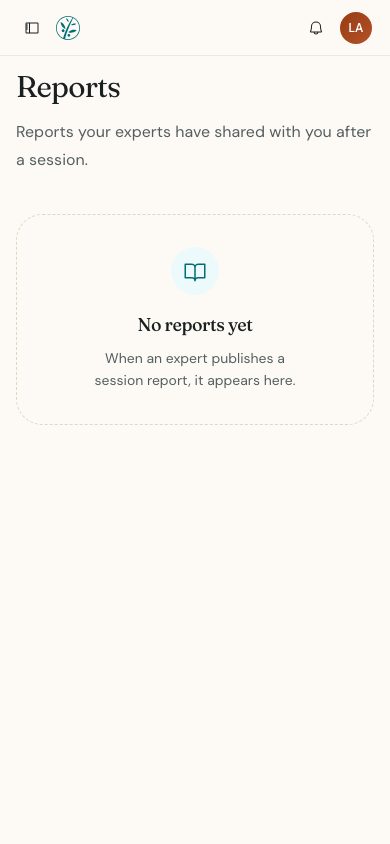 LA
Reports
Reports your experts have shared with you after
a session.
No reports yet
When an expert publishes a
session report, it appears here.